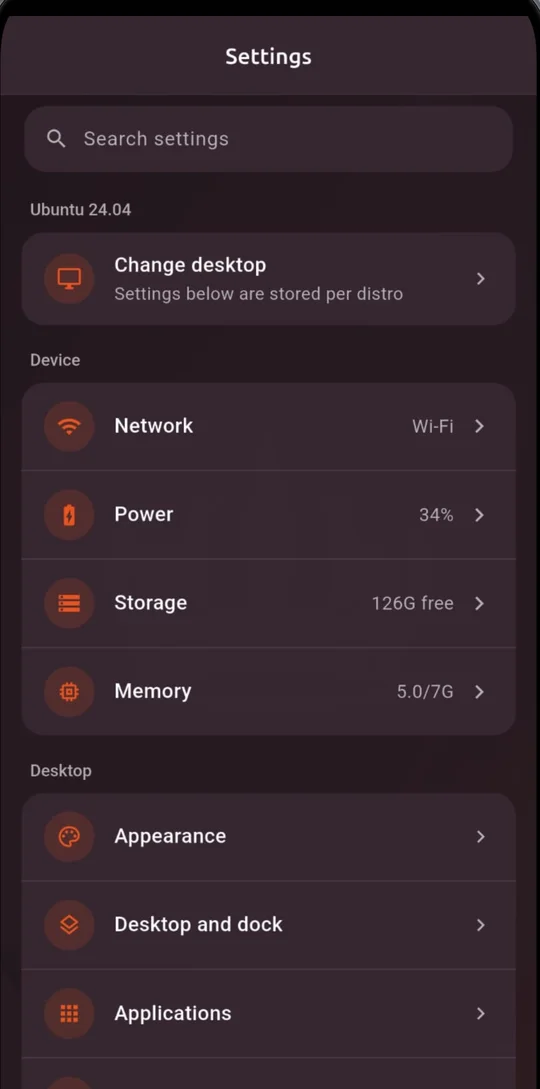 Settings
Search settings
Ubuntu 24.04
Change desktop
Settings below are stored per distro
Device
Network Wi-Fi
Power 34%
Storage 126G free
Memory 5.0/7G
Desktop
Appearance
Desktop and dock
Applications